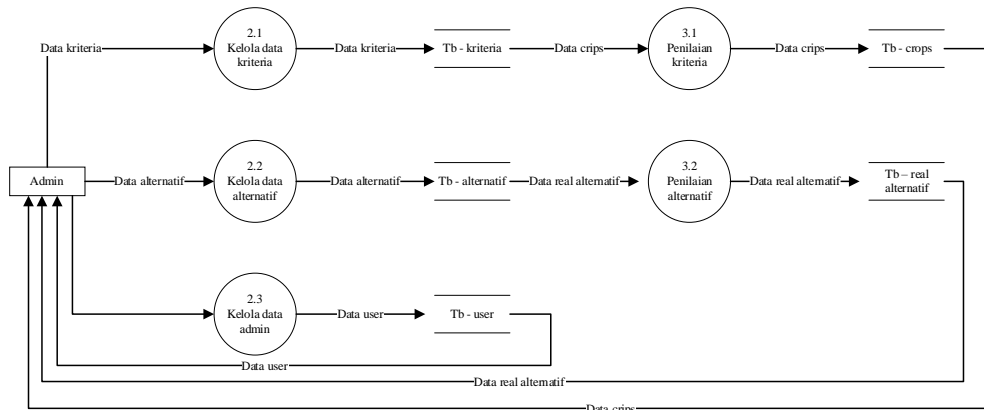 Data kriteria
2.1
Kelola data
kriteria
Data kriteria
Tb - kriteria
Data crips
3.1
Penilaian
kriteria
Data crips
Tb - crops
Admin
Data alternatif
2.2
Kelola data
alternatif
Data alternatif
Tb - alternatif
Data real alternatif
3.2
Penilaian
alternatif
Data real alternatif
Tb – real
alternatif
2.3
Kelola data
admin
Data user
Tb - user
Data user
Data real alternatif
Data crips